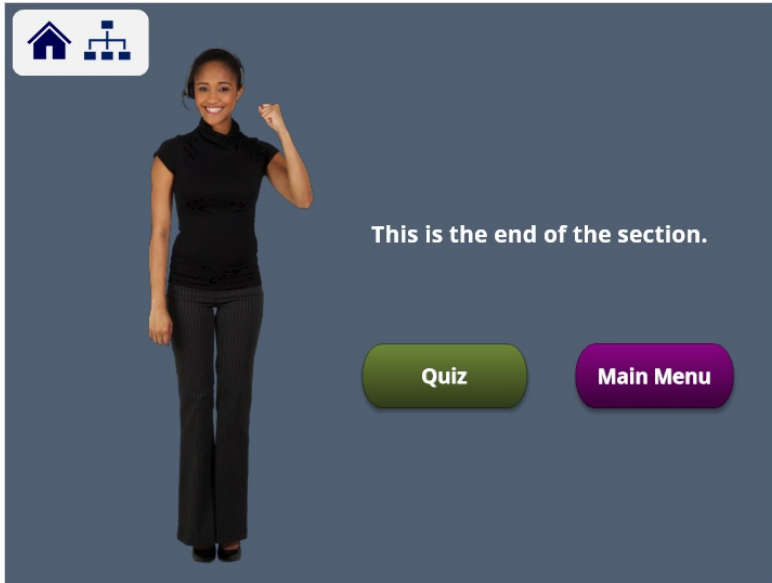 This is the end of the section.
Quiz
Main Menu